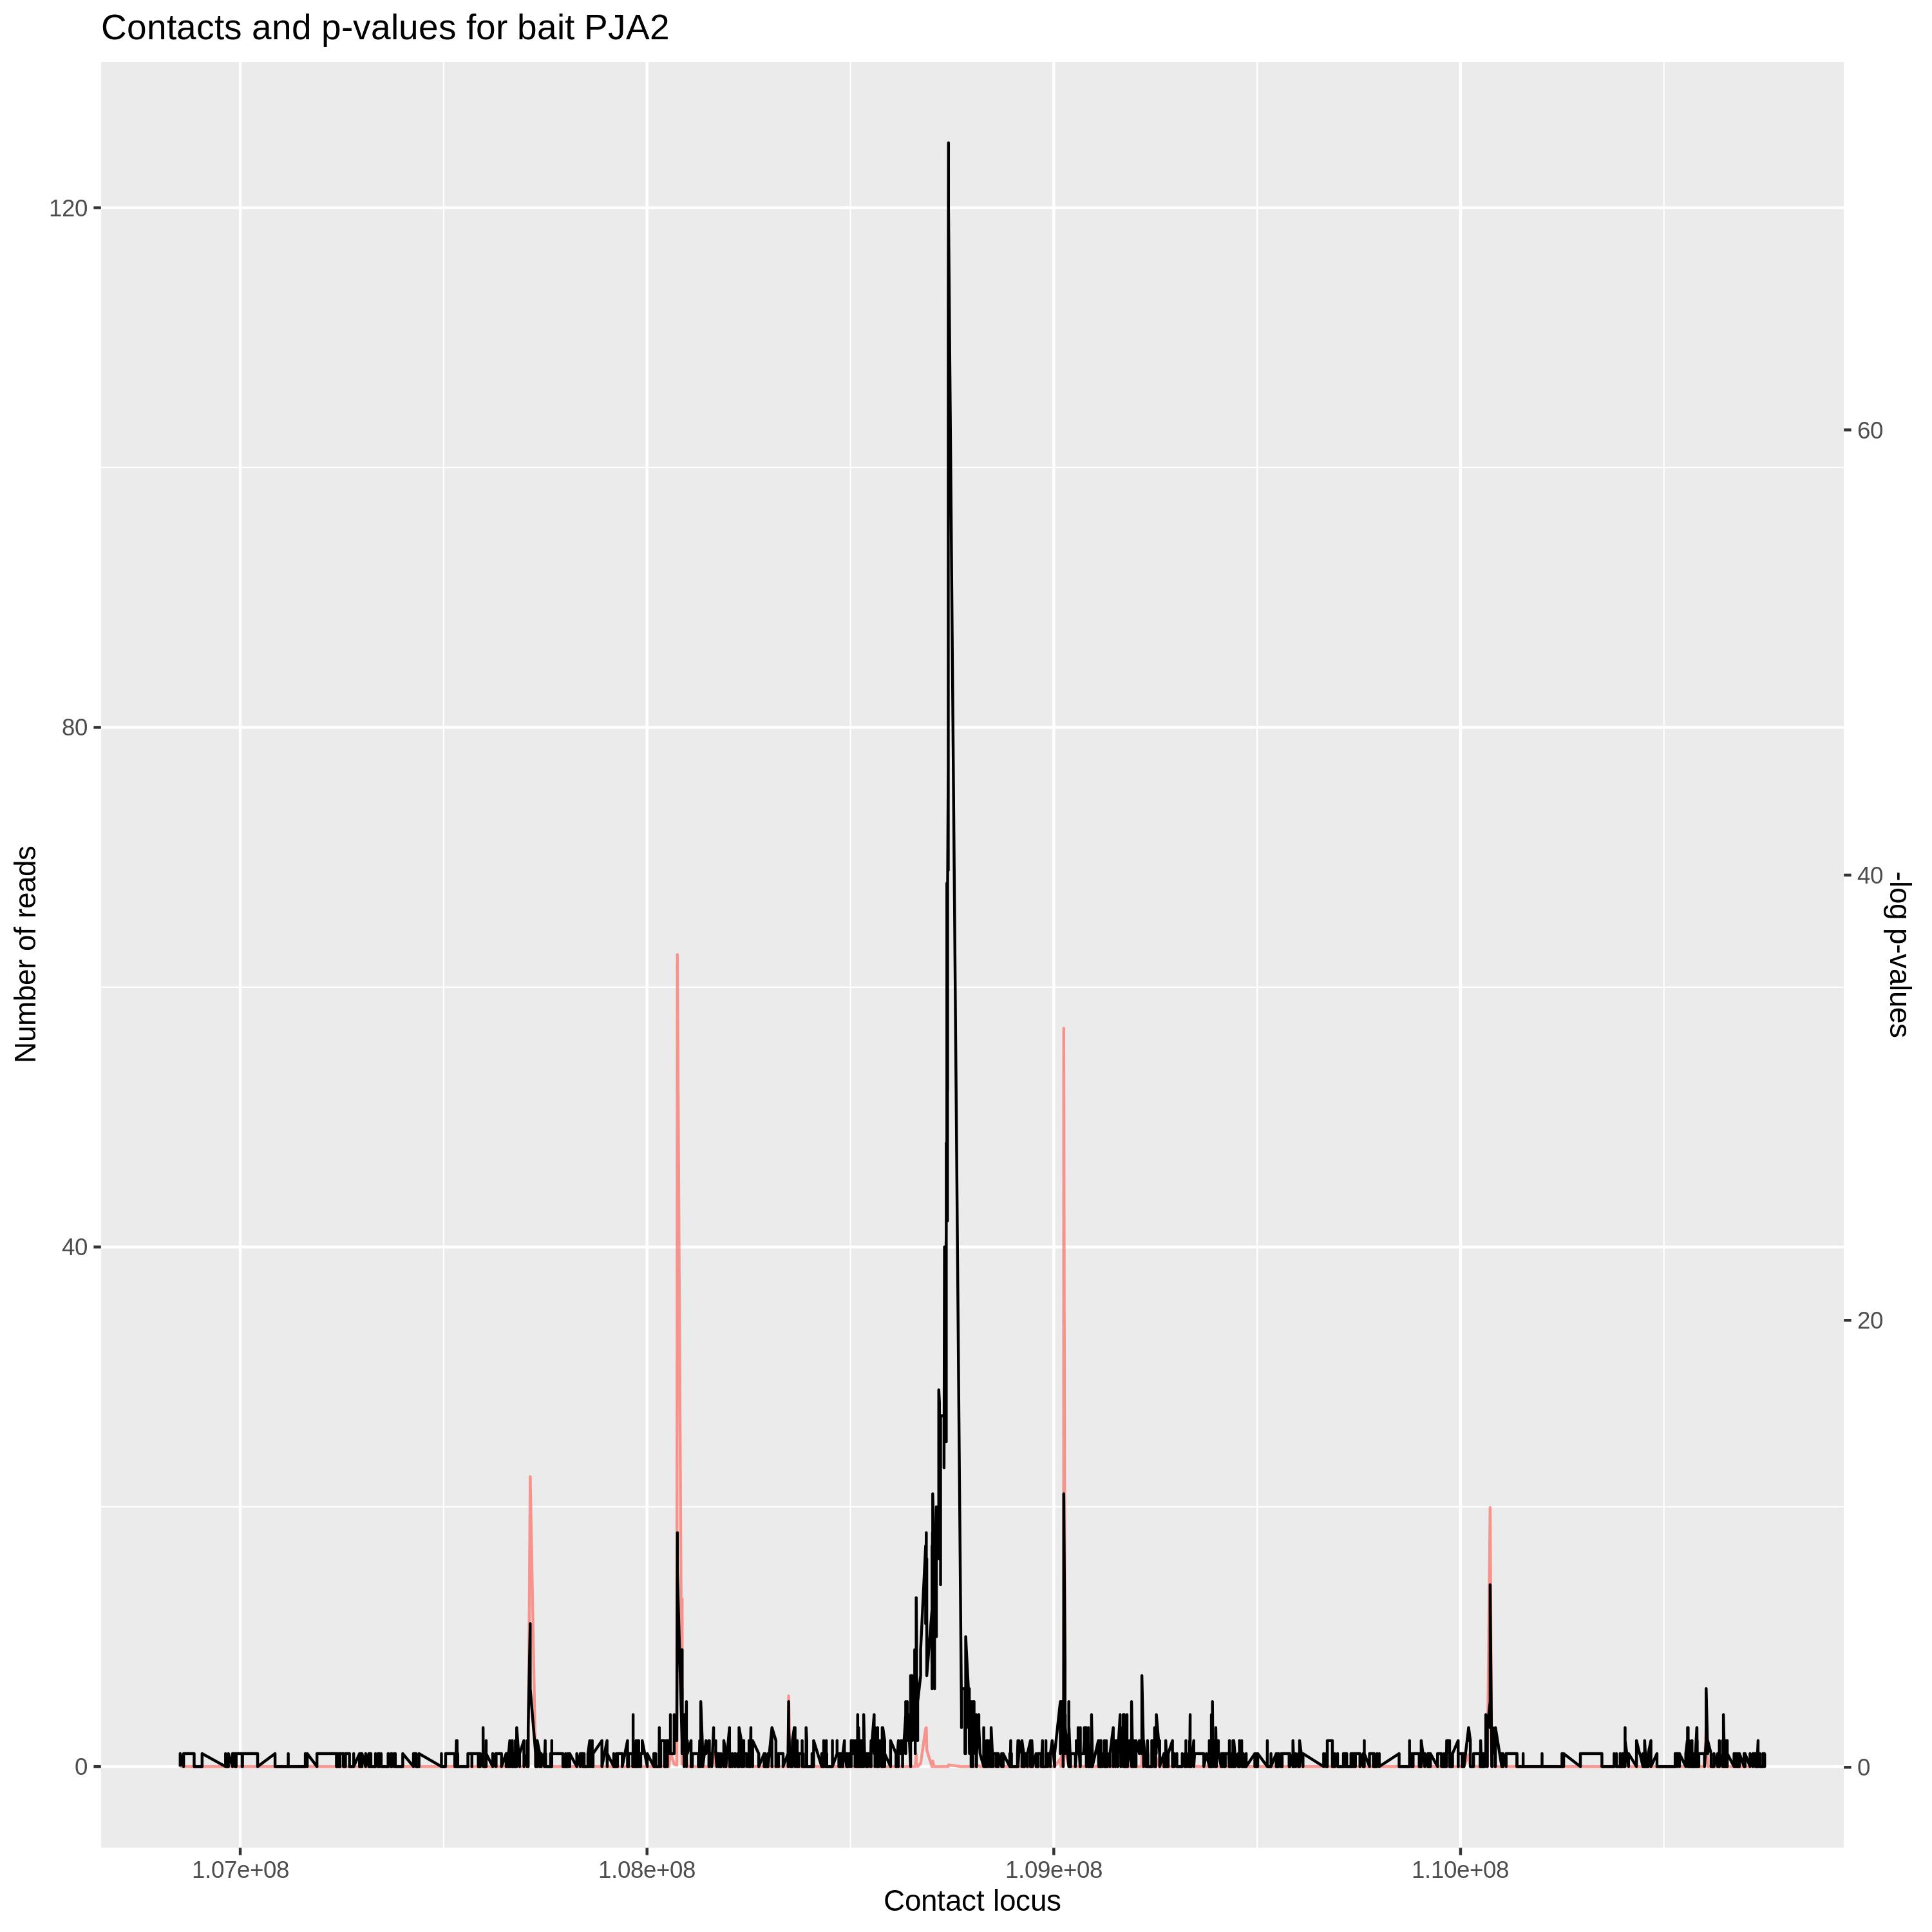 Contacts and p-values for bait PJA2
120
80
40
0
Number of reads
60
40
20
0
-log p-values
1.07e+08
1.08e+08
1.09e+08
1.10e+08
Contact locus